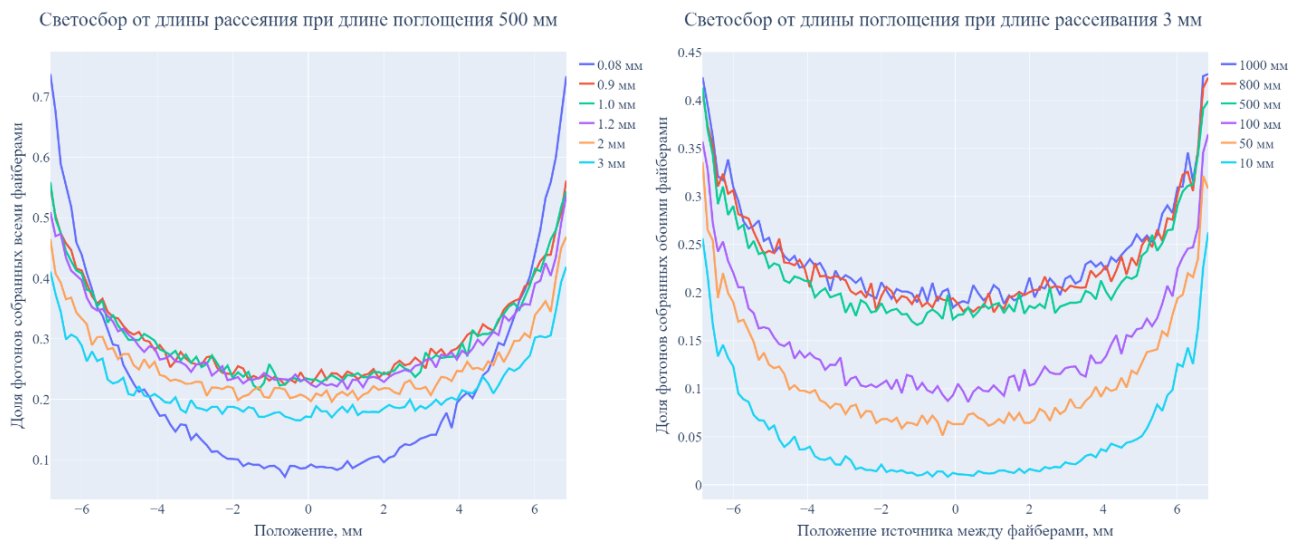 Светосбор от длины рассеяния при длине поглощения 500 мм
Доля фотонов собранных всеми файберами
0.7
0.6
0.5
0.4
0.3
0.2
0.1
−6
−4
−2
0
2
4
6
Положение, мм
0.08 мм
0.9 мм
1.0 мм
1.2 мм
2 мм
3 мм
Светосбор от длины поглощения при длине рассеивания 3 мм
Доля фотонов собранных обоими файберами
0.45
0.4
0.35
0.3
0.25
0.2
0.15
0.1
0.05
0
−6
−4
−2
0
2
4
6
Положение источника между файберами, мм
1000 мм
800 мм
500 мм
100 мм
50 мм
10 мм